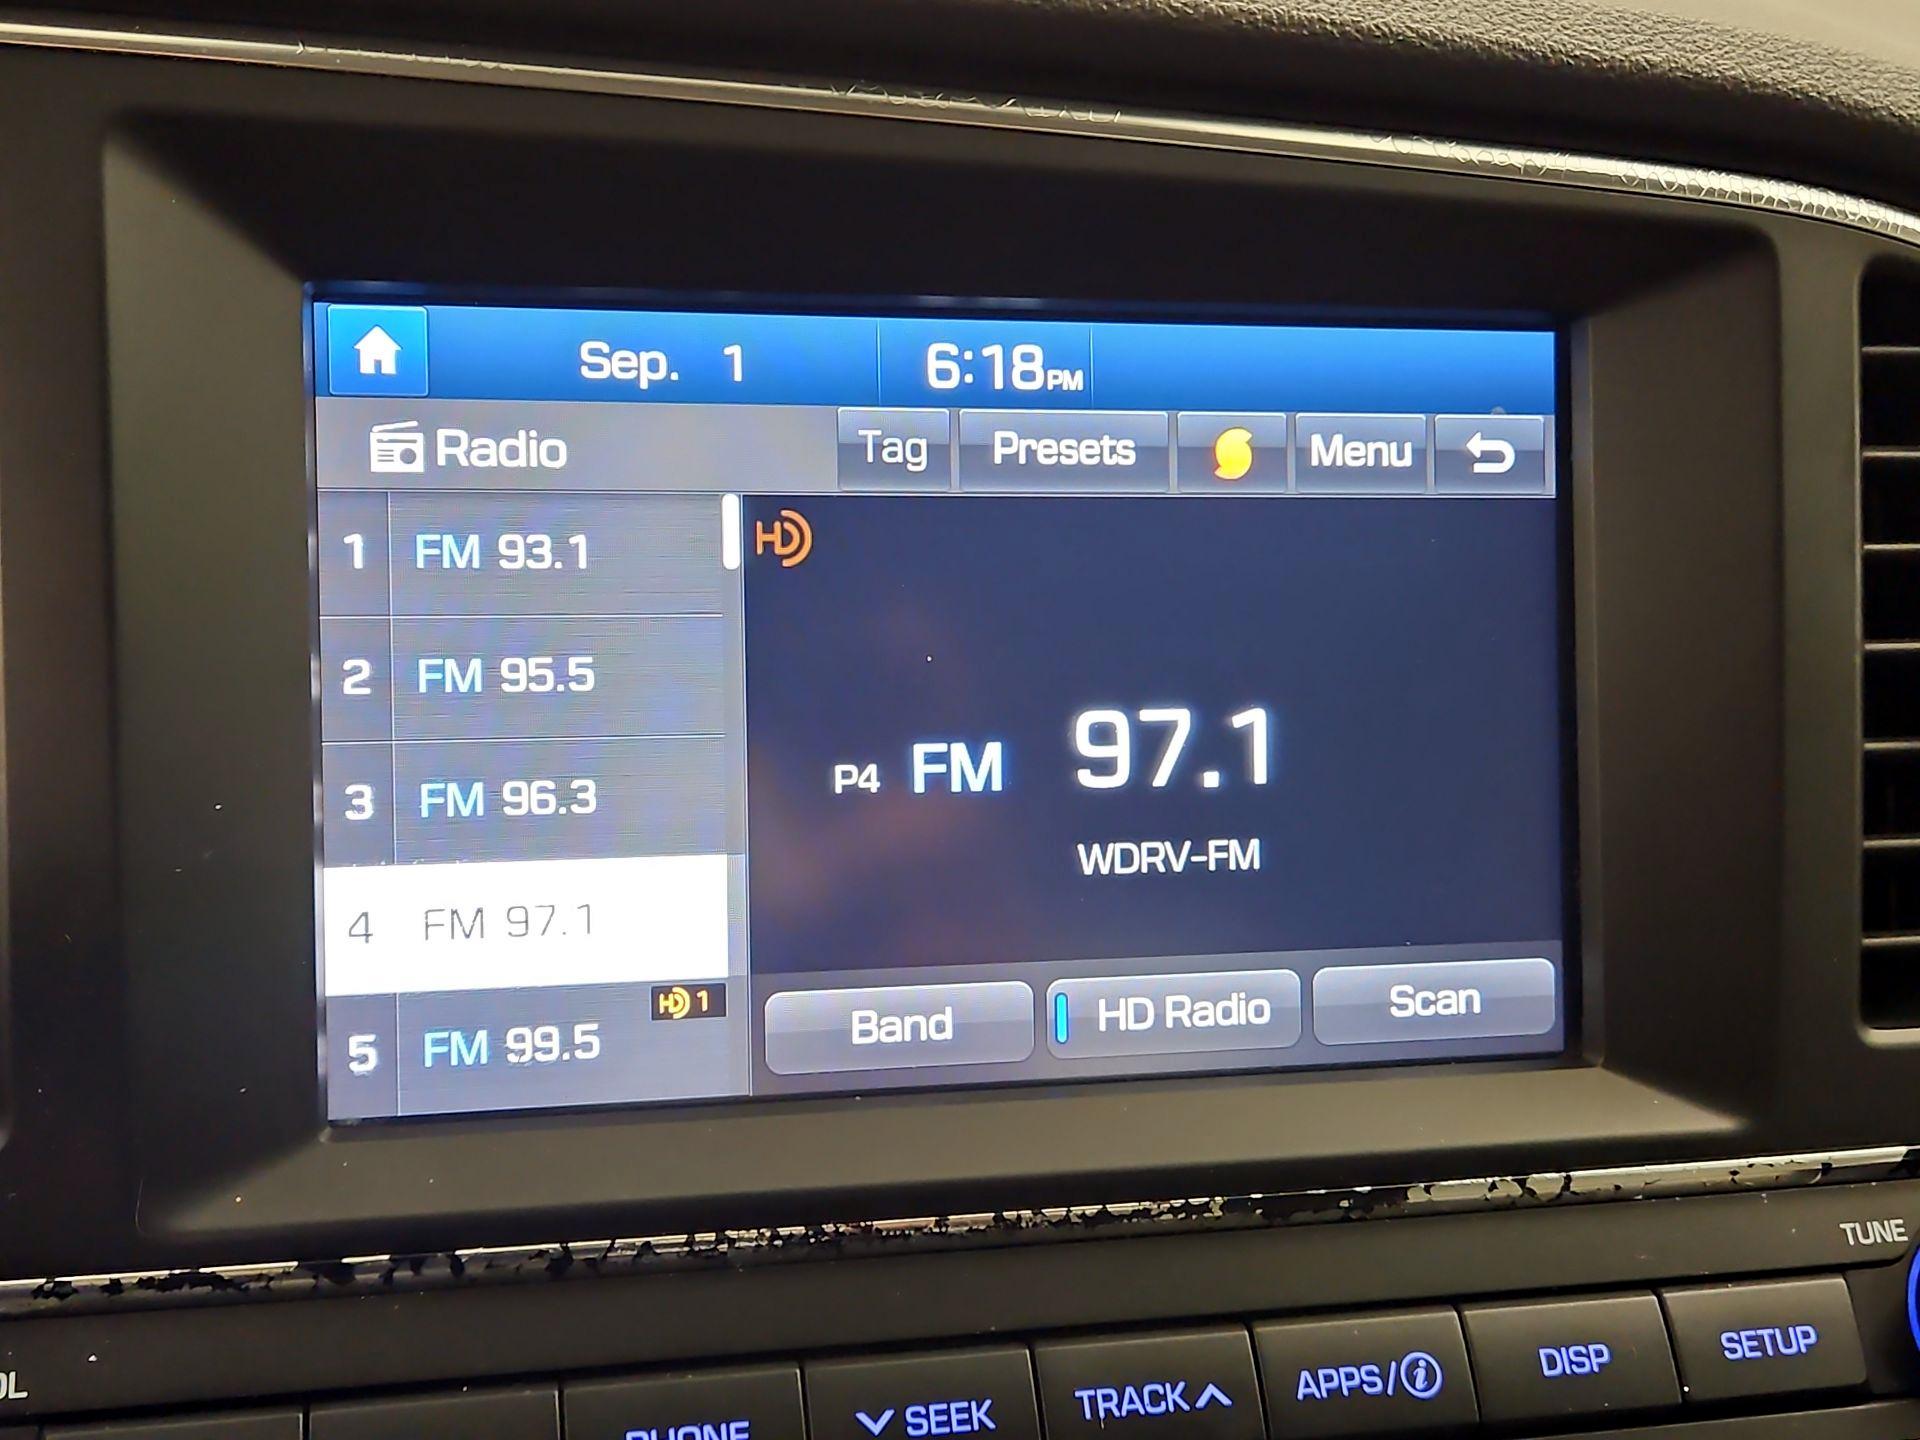 Sep. 1 6:18PM
Radio Tag Presets Menu
1 FM 93.1
HD
2 FM 95.5
3 FM 96.3
P4 FM 97.1
WDRV-FM
4 FM 97.1
HD 1
5 FM 99.5
Band HD Radio Scan
TUNE
PHONE SEEK TRACK APPS/i DISP SETUP